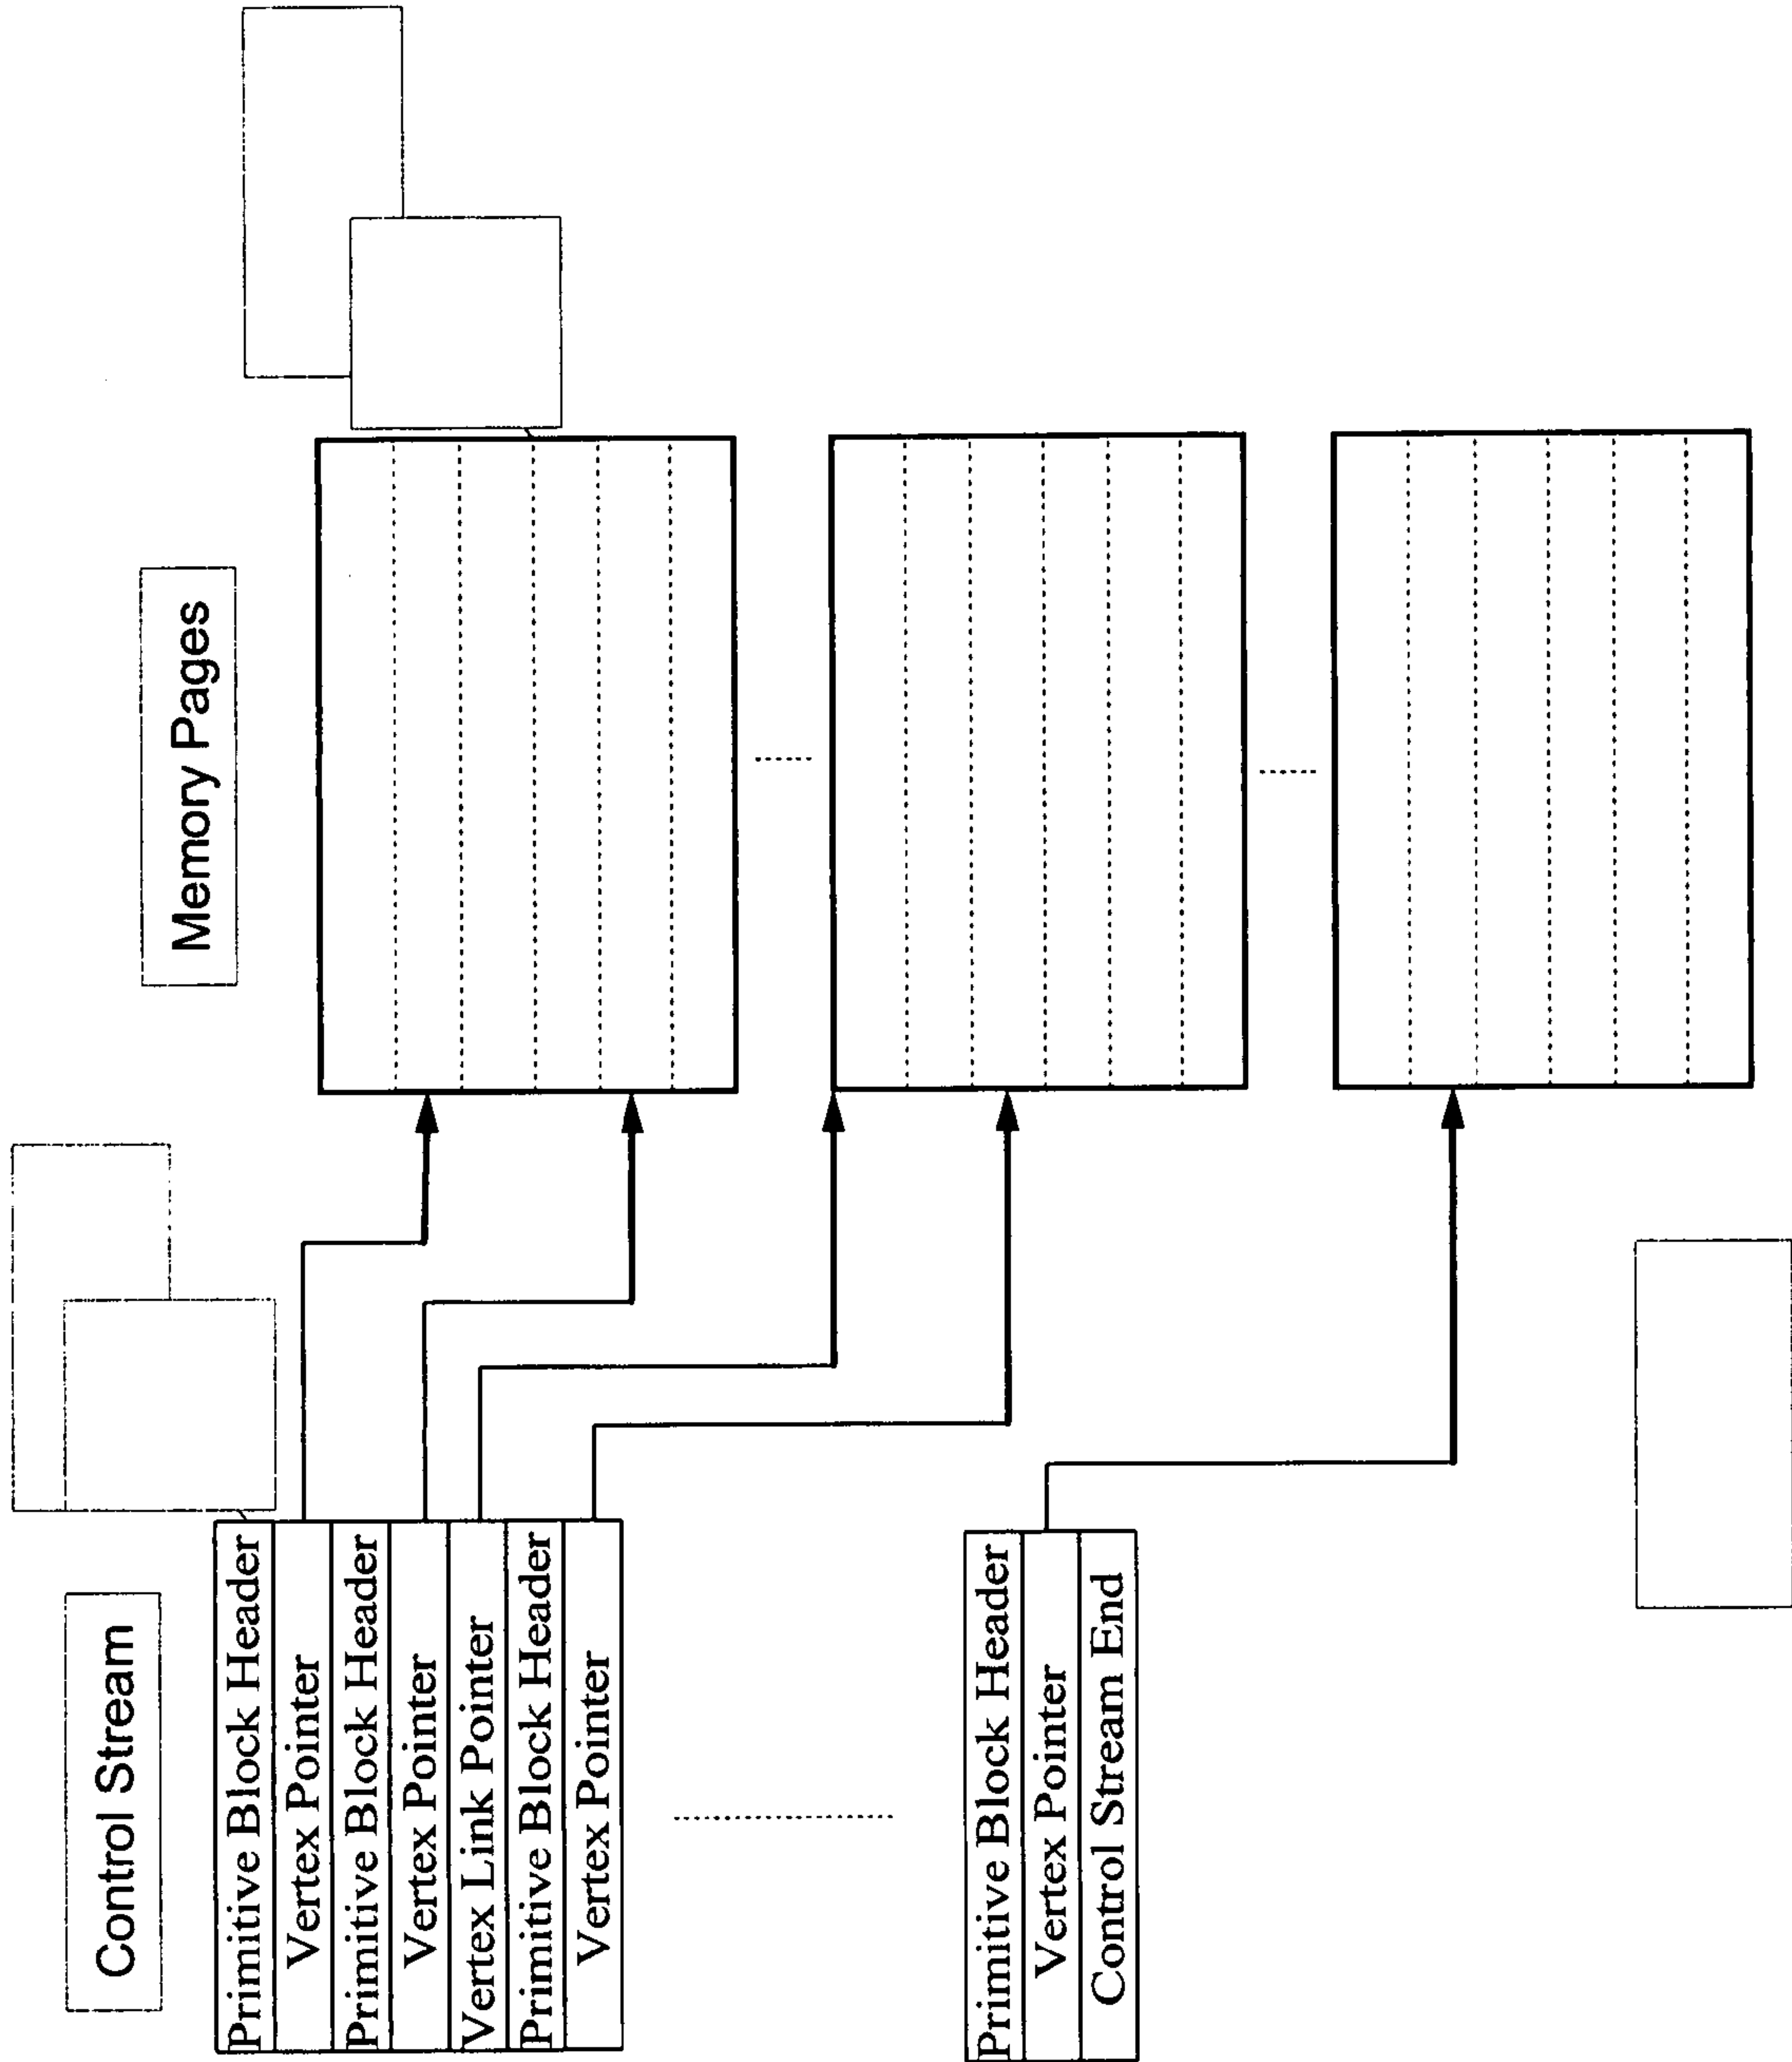 Control Stream
Memory Pages
Primitive Block Header
Vertex Pointer
Primitive Block Header
Vertex Pointer
Vertex Link Pointer
Primitive Block Header
Vertex Pointer
Primitive Block Header
Vertex Pointer
Control Stream End